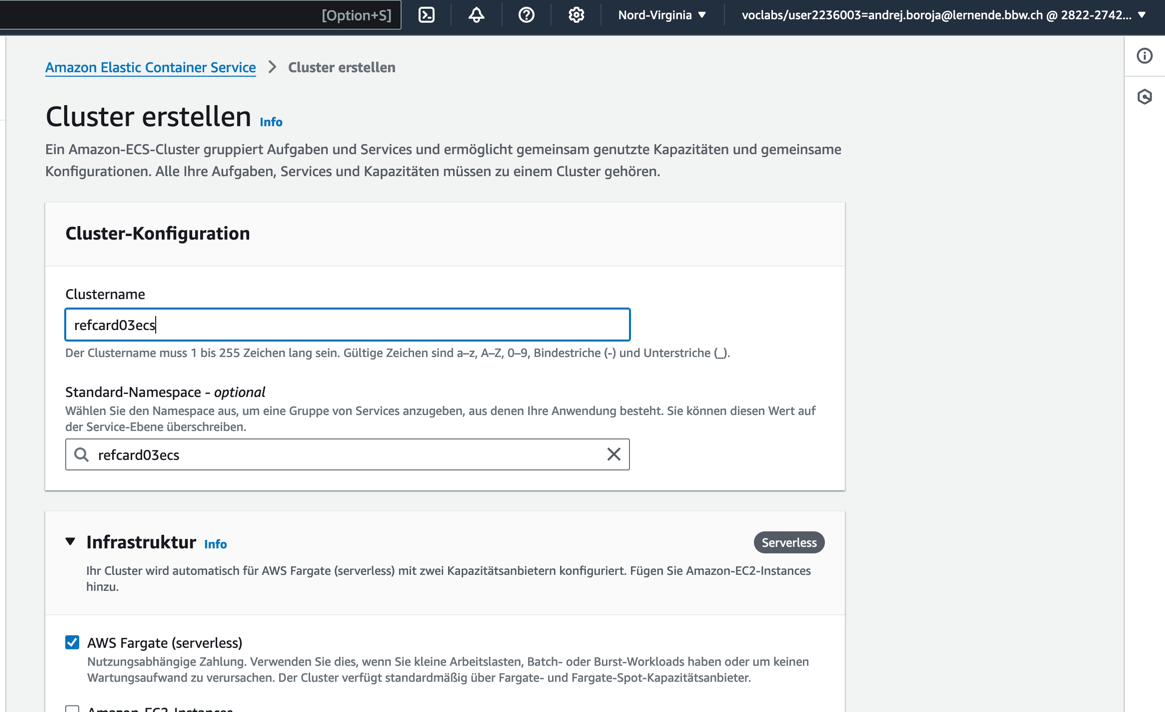 [Option+S]
Nord-Virginia ▼
voclabs/user2236003=andrej.boroja@lernende.bbw.ch @ 2822-2742... ▼
Amazon Elastic Container Service > Cluster erstellen
Cluster erstellen Info
Ein Amazon-ECS-Cluster gruppiert Aufgaben und Services und ermöglicht gemeinsam genutzte Kapazitäten und gemeinsame
Konfigurationen. Alle Ihre Aufgaben, Services und Kapazitäten müssen zu einem Cluster gehören.
Cluster-Konfiguration
Clustername
refcard03ecs
Der Clustername muss 1 bis 255 Zeichen lang sein. Gültige Zeichen sind a–z, A–Z, 0–9, Bindestriche (-) und Unterstriche (_).
Standard-Namespace - optional
Wählen Sie den Namespace aus, um eine Gruppe von Services anzugeben, aus denen Ihre Anwendung besteht. Sie können diesen Wert auf
der Service-Ebene überschreiben.
refcard03ecs
Infrastruktur Info
Serverless
Ihr Cluster wird automatisch für AWS Fargate (serverless) mit zwei Kapazitätsanbietern konfiguriert. Fügen Sie Amazon-EC2-Instances
hinzu.
AWS Fargate (serverless)
Nutzungsabhängige Zahlung. Verwenden Sie dies, wenn Sie kleine Arbeitslasten, Batch- oder Burst-Workloads haben oder um keinen
Wartungsaufwand zu verursachen. Der Cluster verfügt standardmäßig über Fargate- und Fargate-Spot-Kapazitätsanbieter.
Amazon-EC2-Instances